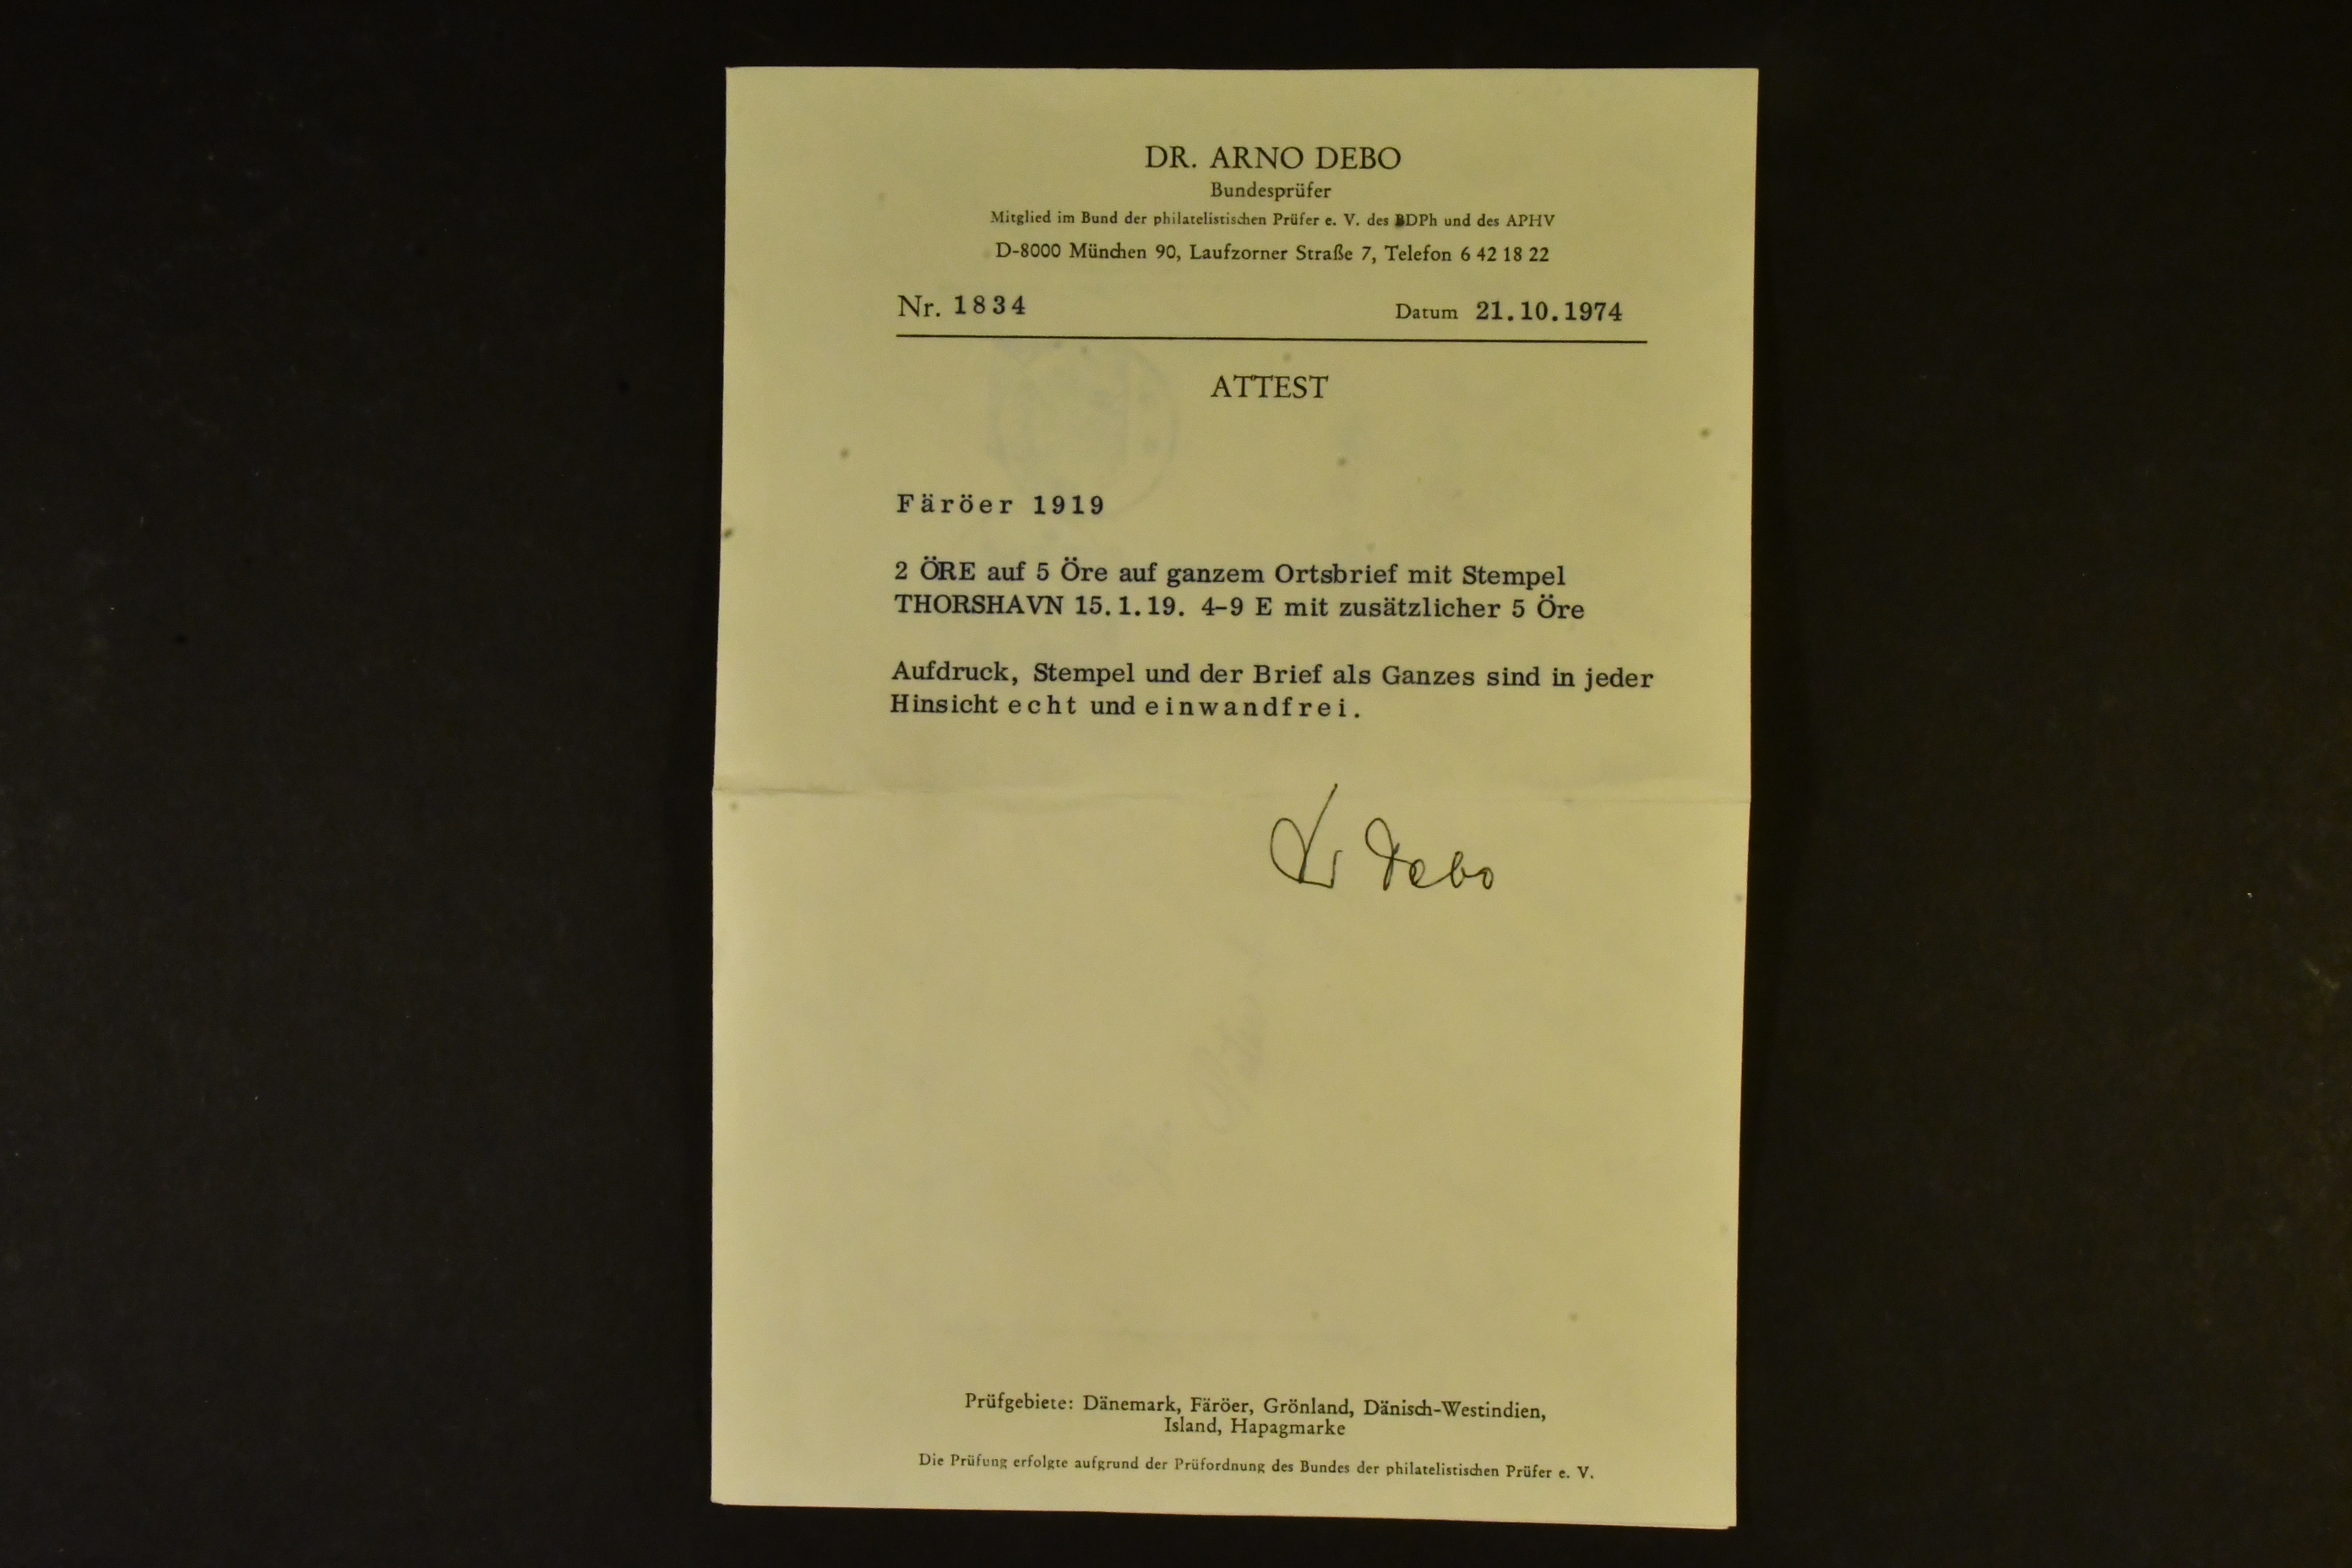 DR. ARNO DEBO
Bundesprüfer
Mitglied im Bund der philatelistischen Prüfer e. V. des BDPh und des APHV
D-8000 München 90, Laufzorner Straße 7, Telefon 6 42 18 22
Nr. 1834 Datum 21.10.1974
ATTEST
Färöer 1919
2 ÖRE auf 5 Öre auf ganzem Ortsbrief mit Stempel
THORSHAVN 15.1.19. 4-9 E mit zusätzlicher 5 Öre
Aufdruck, Stempel und der Brief als Ganzes sind in jeder
Hinsicht echt und einwandfrei.
Dr Debo
Prüfgebiete: Dänemark, Färöer, Grönland, Dänisch-Westindien,
Island, Hapagmarke
Die Prüfung erfolgte aufgrund der Prüfordnung des Bundes der philatelistischen Prüfer e. V.